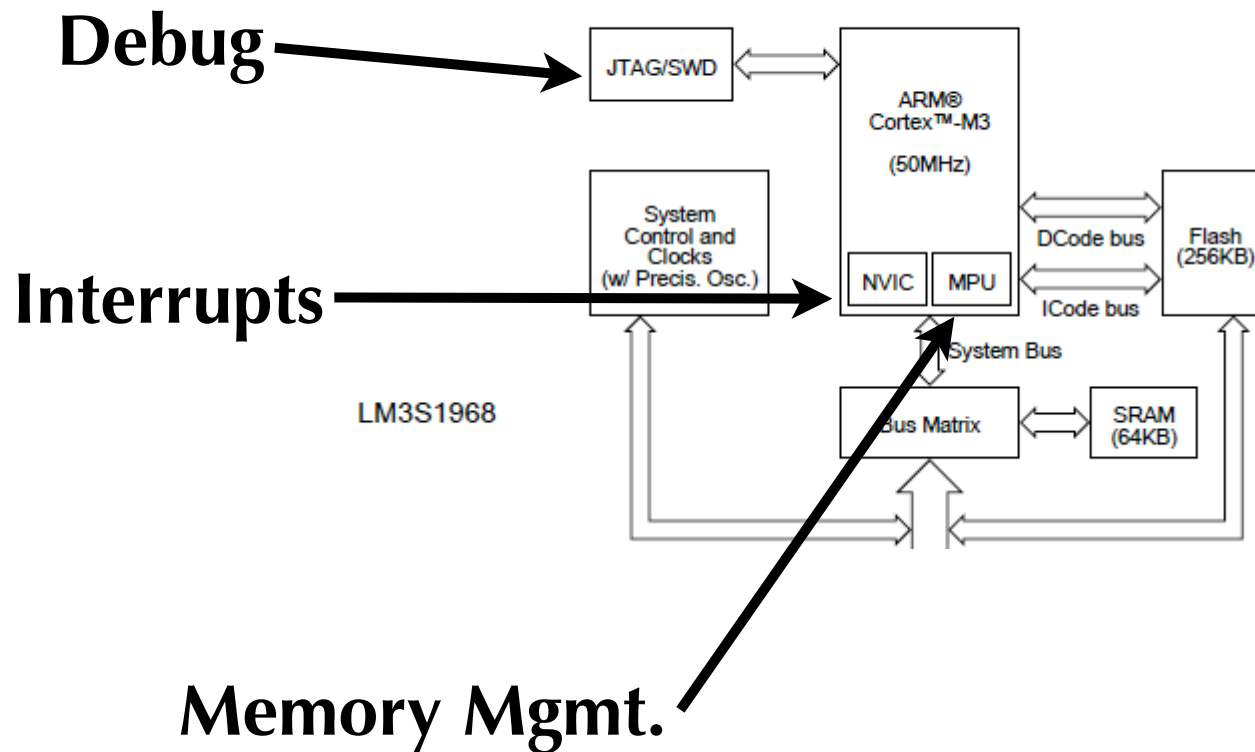 Debug
JTAG/SWD
ARM®
Cortex™-M3
(50MHz)
System
Control and
Clocks
(w/ Precis. Osc.)
DCode bus
Flash
(256KB)
Interrupts
NVIC
MPU
ICode bus
System Bus
LM3S1968
Bus Matrix
SRAM
(64KB)
Memory Mgmt.